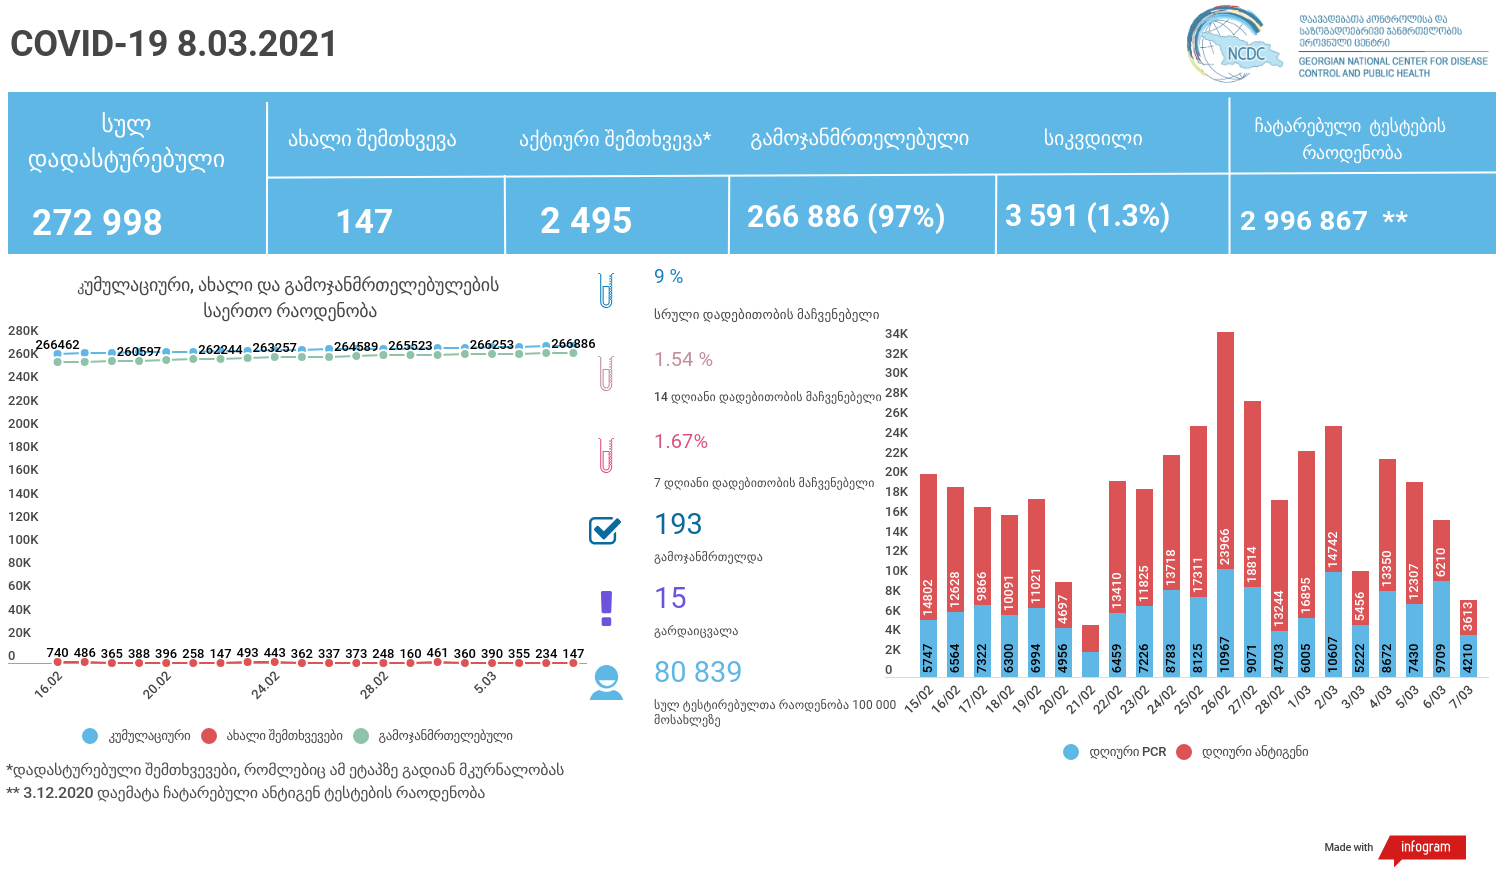 COVID-19 8.03.2021
NCDC
დაავადებათა კონტროლისა და
საზოგადოებრივი ჯანმრთელობის
ეროვნული ცენტრი
GEORGIAN NATIONAL CENTER FOR DISEASE
CONTROL AND PUBLIC HEALTH
სულ
დადასტურებული
272 998
ახალი შემთხვევა
147
აქტიური შემთხვევა*
2 495
გამოჯანმრთელებული
266 886 (97%)
სიკვდილი
3 591 (1.3%)
ჩატარებული ტესტების
რაოდენობა
2 996 867 **
კუმულაციური, ახალი და გამოჯანმრთელებულების
საერთო რაოდენობა
280K
260K
240K
220K
200K
180K
160K
140K
120K
100K
80K
60K
40K
20K
0
266462 260597 262244 263257 264589 265523 266253 266886
740 486 365 388 396 258 147 493 443 362 337 373 248 160 461 360 390 355 234 147
16.02 20.02 24.02 28.02 5.03
კუმულაციური ახალი შემთხვევები გამოჯანმრთელებული
*დადასტურებული შემთხვევები, რომლებიც ამ ეტაპზე გადიან მკურნალობას
** 3.12.2020 დაემატა ჩატარებული ანტიგენ ტესტების რაოდენობა
9 %
სრული დადებითობის მაჩვენებელი
1.54 %
14 დღიანი დადებითობის მაჩვენებელი
1.67%
7 დღიანი დადებითობის მაჩვენებელი
193
გამოჯანმრთელდა
15
გარდაიცვალა
80 839
სულ ტესტირებულთა რაოდენობა 100 000
მოსახლეზე
34K
32K
30K
28K
26K
24K
22K
20K
18K
16K
14K
12K
10K
8K
6K
4K
2K
0
14802 12628 9866 10091 11021 4697 13410 11825 13718 17311 23966 18814 13244 16895 14742 5456 13350 12307 6210 3613
5747 6564 7322 6300 6994 4956 6459 7226 8783 8125 10967 9071 4703 6005 10607 5222 8672 7430 9709 4210
15/02 16/02 17/02 18/02 19/02 20/02 21/02 22/02 23/02 24/02 25/02 26/02 27/02 28/02 1/03 2/03 3/03 4/03 5/03 6/03 7/03
დღიური PCR დღიური ანტიგენი
Made with infogram